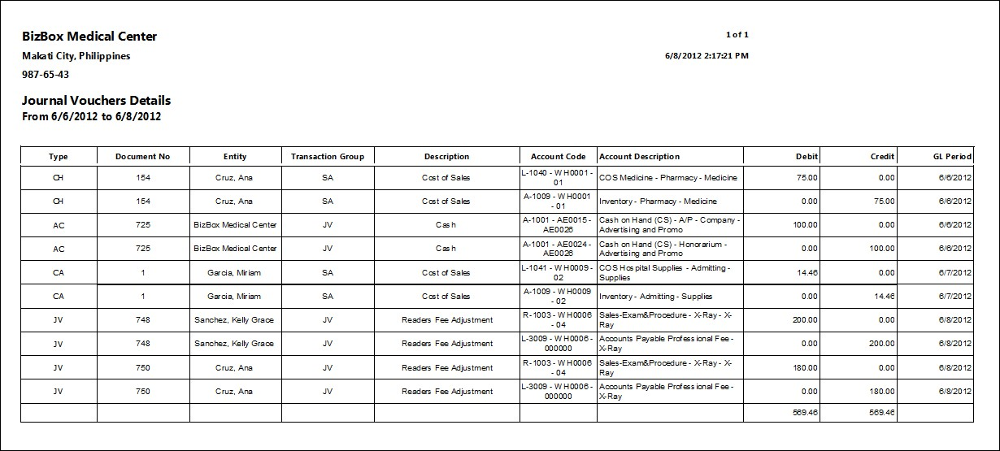 BizBox Medical Center
1 of 1
Makati City, Philippines
6/8/2012 2:17:21 PM
987-65-43
Journal Vouchers Details
From 6/6/2012 to 6/8/2012
Type Document No Entity Transaction Group Description Account Code Account Description Debit Credit GL Period
CH 154 Cruz, Ana SA Cost of Sales L-1040 - WH0001 - 01 COS Medicine - Pharmacy - Medicine 75.00 0.00 6/6/2012
CH 154 Cruz, Ana SA Cost of Sales A-1009 - WH0001 - 01 Inventory - Pharmacy - Medicine 0.00 75.00 6/6/2012
AC 725 BizBox Medical Center JV Cash A-1001 - AE0015 - AE0026 Cash on Hand (CS) - A/P - Company - Advertising and Promo 100.00 0.00 6/6/2012
AC 725 BizBox Medical Center JV Cash A-1001 - AE0024 - AE0026 Cash on Hand (CS) - Honorarium - Advertising and Promo 0.00 100.00 6/6/2012
CA 1 Garcia, Miriam SA Cost of Sales L-1041 - WH0009 - 02 COS Hospital Supplies - Admitting - Supplies 14.46 0.00 6/7/2012
CA 1 Garcia, Miriam SA Cost of Sales A-1009 - WH0009 - 02 Inventory - Admitting - Supplies 0.00 14.46 6/7/2012
JV 748 Sanchez, Kelly Grace JV Readers Fee Adjustment R-1003 - WH0006 - 04 Sales-Exam&Procedure - X-Ray - X-Ray 200.00 0.00 6/8/2012
JV 748 Sanchez, Kelly Grace JV Readers Fee Adjustment L-3009 - WH0006 - 000000 Accounts Payable Professional Fee - X-Ray 0.00 200.00 6/8/2012
JV 750 Cruz, Ana JV Readers Fee Adjustment R-1003 - WH0006 - 04 Sales-Exam&Procedure - X-Ray - X-Ray 180.00 0.00 6/8/2012
JV 750 Cruz, Ana JV Readers Fee Adjustment L-3009 - WH0006 - 000000 Accounts Payable Professional Fee - X-Ray 0.00 180.00 6/8/2012
569.46 569.46